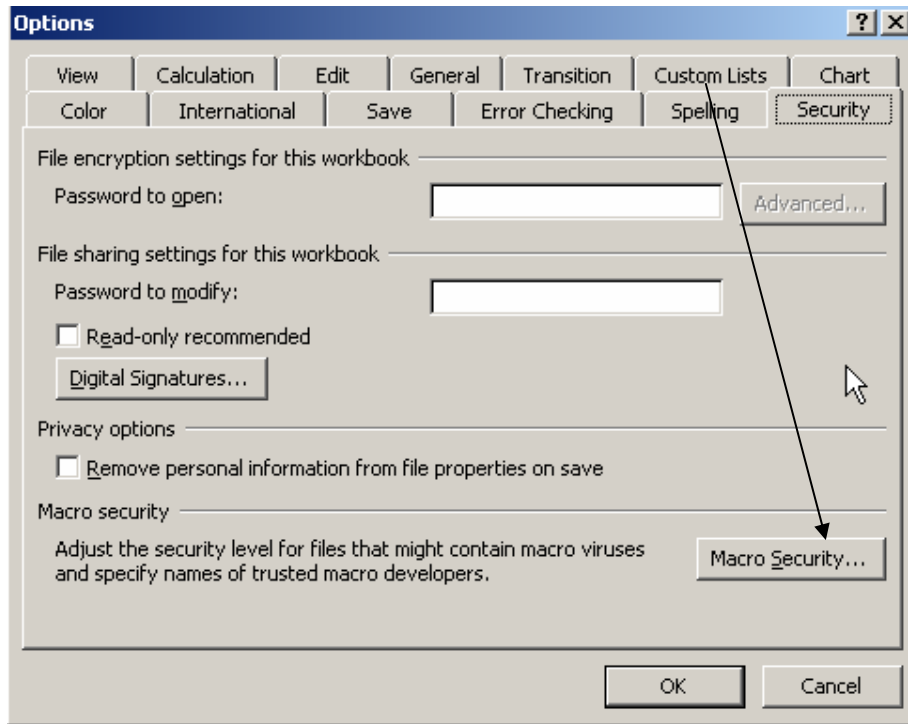 Options
View Calculation Edit General Transition Custom Lists Chart
Color International Save Error Checking Spelling Security
File encryption settings for this workbook
Password to open: Advanced...
File sharing settings for this workbook
Password to modify:
Read-only recommended
Digital Signatures...
Privacy options
Remove personal information from file properties on save
Macro security
Adjust the security level for files that might contain macro viruses
and specify names of trusted macro developers.
Macro Security...
OK Cancel